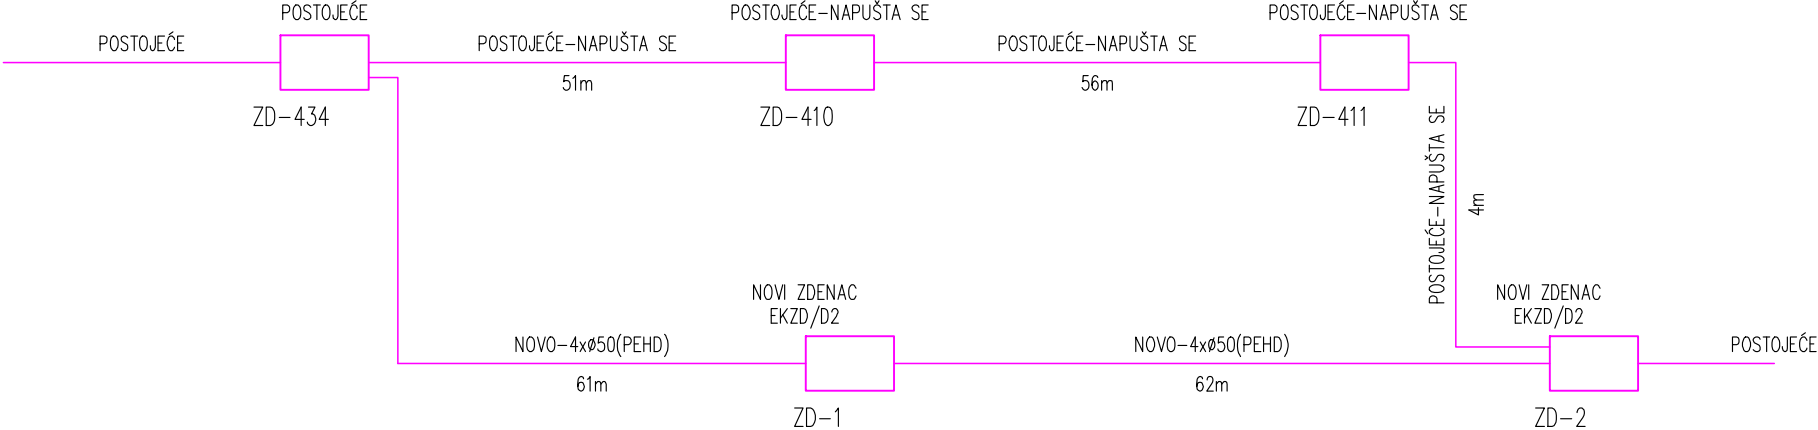 POSTOJEĆE
POSTOJEĆE-NAPUŠTA SE
POSTOJEĆE-NAPUŠTA SE
POSTOJEĆE
POSTOJEĆE-NAPUŠTA SE
POSTOJEĆE-NAPUŠTA SE
51m
56m
ZD-434
ZD-410
ZD-411
POSTOJEĆE-NAPUŠTA SE
4m
NOVI ZDENAC
EKZD/D2
NOVI ZDENAC
EKZD/D2
NOVO-4xø50(PEHD)
NOVO-4xø50(PEHD)
POSTOJEĆE
61m
62m
ZD-1
ZD-2